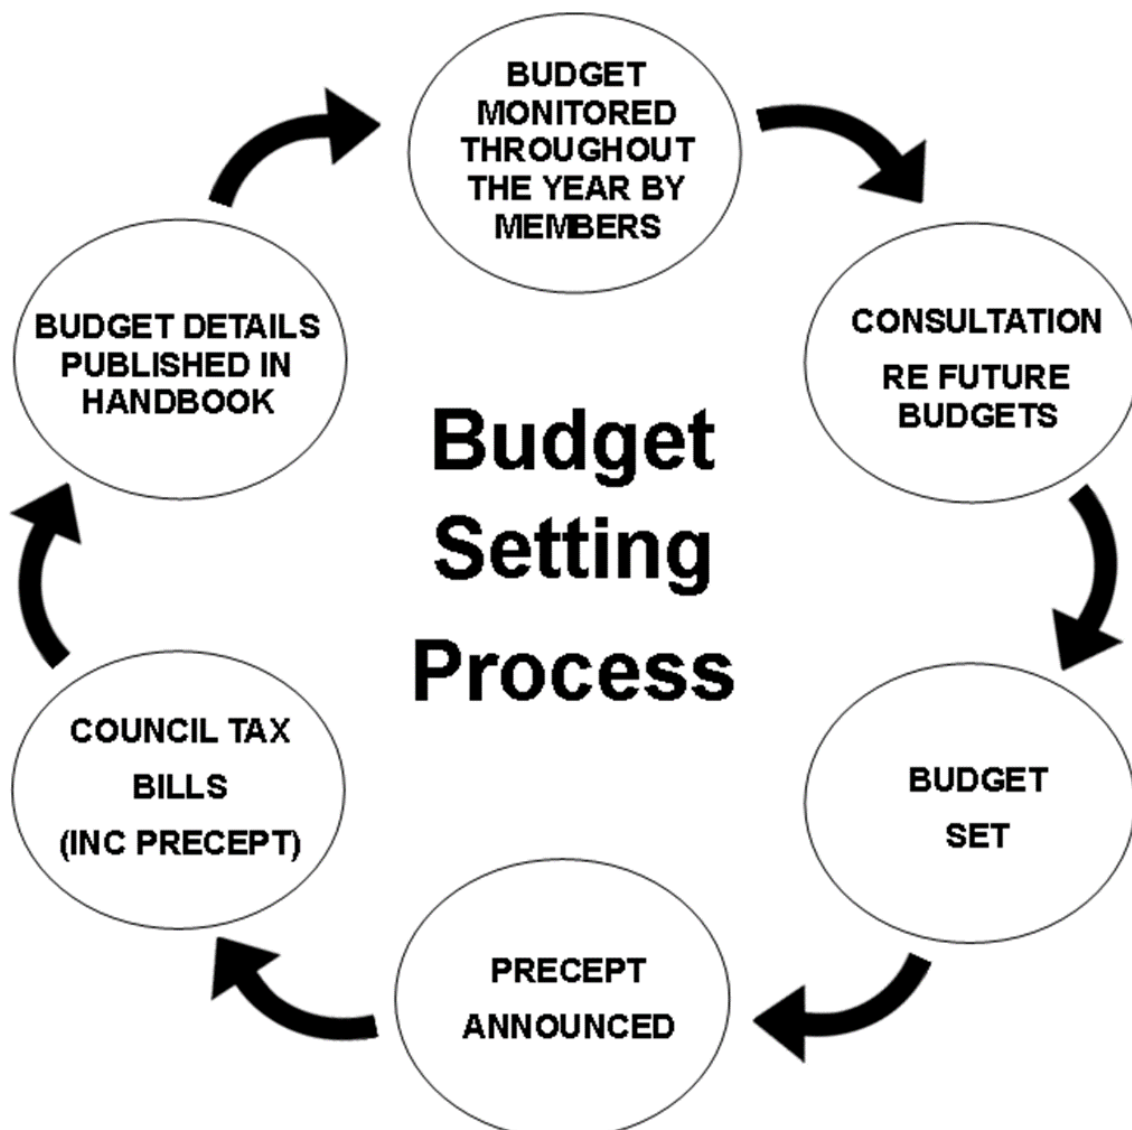 BUDGET
MONITORED
THROUGHOUT
THE YEAR BY
MEMBERS
CONSULTATION
RE FUTURE
BUDGETS
BUDGET
SET
PRECEPT
ANNOUNCED
COUNCIL TAX
BILLS
(INC PRECEPT)
BUDGET DETAILS
PUBLISHED IN
HANDBOOK
Budget
Setting
Process